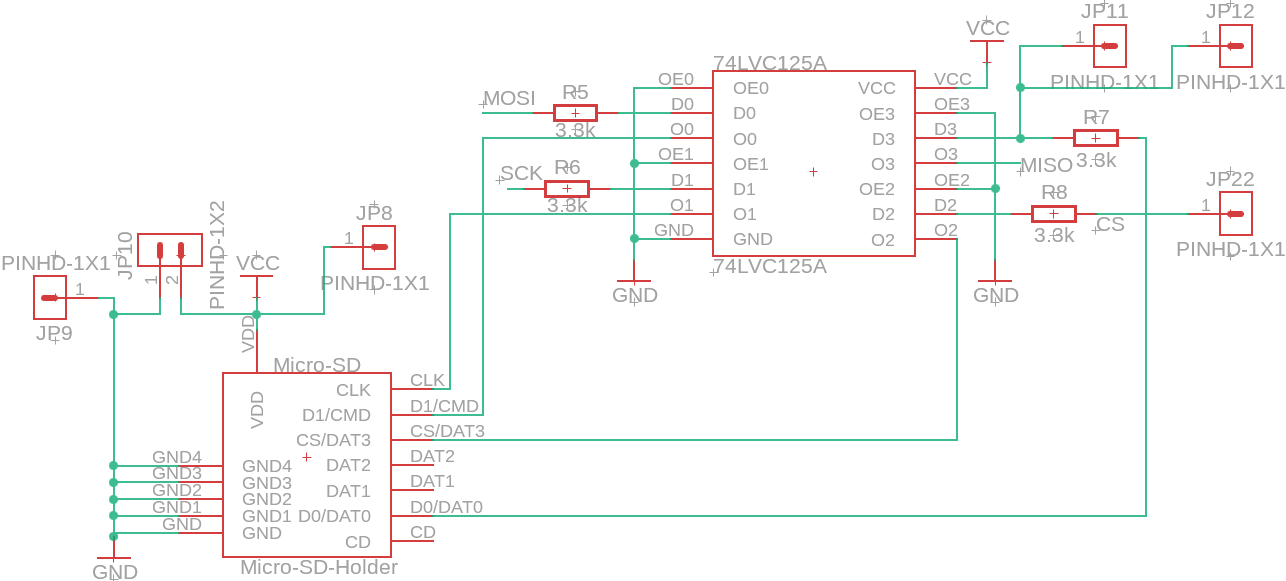 JP11
JP12
VCC
1
1
74LVC125A
PINHD-1X1
PINHD-1X1
OE0
OE0
VCC
VCC
MOSI
R5
3.3k
D0
D0
OE3
OE3
R7
3.3k
O0
O0
D3
D3
SCK
R6
3.3k
OE1
OE1
O3
O3
MISO
D1
D1
OE2
OE2
R8
3.3k
JP22
1
O1
O1
D2
D2
CS
GND
GND
O2
O2
PINHD-1X1
74LVC125A
GND
GND
JP10
1
2
PINHD-1X2
JP8
1
PINHD-1X1
VCC
PINHD-1X1
1
JP9
VDD
Micro-SD
VDD
CLK
CLK
D1/CMD
D1/CMD
CS/DAT3
CS/DAT3
DAT2
DAT2
DAT1
DAT1
D0/DAT0
D0/DAT0
CD
CD
GND4
GND4
GND3
GND3
GND2
GND2
GND1
GND1
GND
GND
Micro-SD-Holder
GND